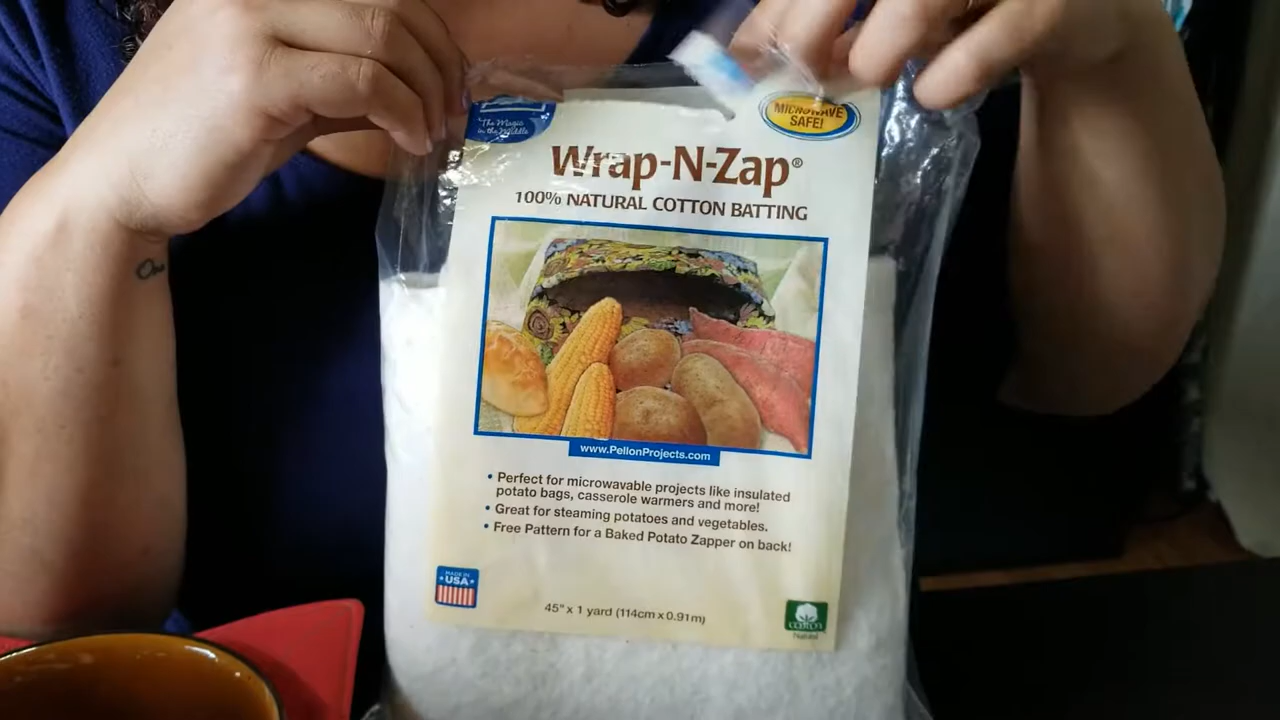 The Magic
in the Middle
MICROWAVE
SAFE!
Wrap-N-Zap®
100% NATURAL COTTON BATTING
www.PellonProjects.com
• Perfect for microwavable projects like insulated
potato bags, casserole warmers and more!
• Great for steaming potatoes and vegetables.
• Free Pattern for a Baked Potato Zapper on back!
MADE IN
USA
45" x 1 yard (114cm x 0.91m)
COTTON
Natural